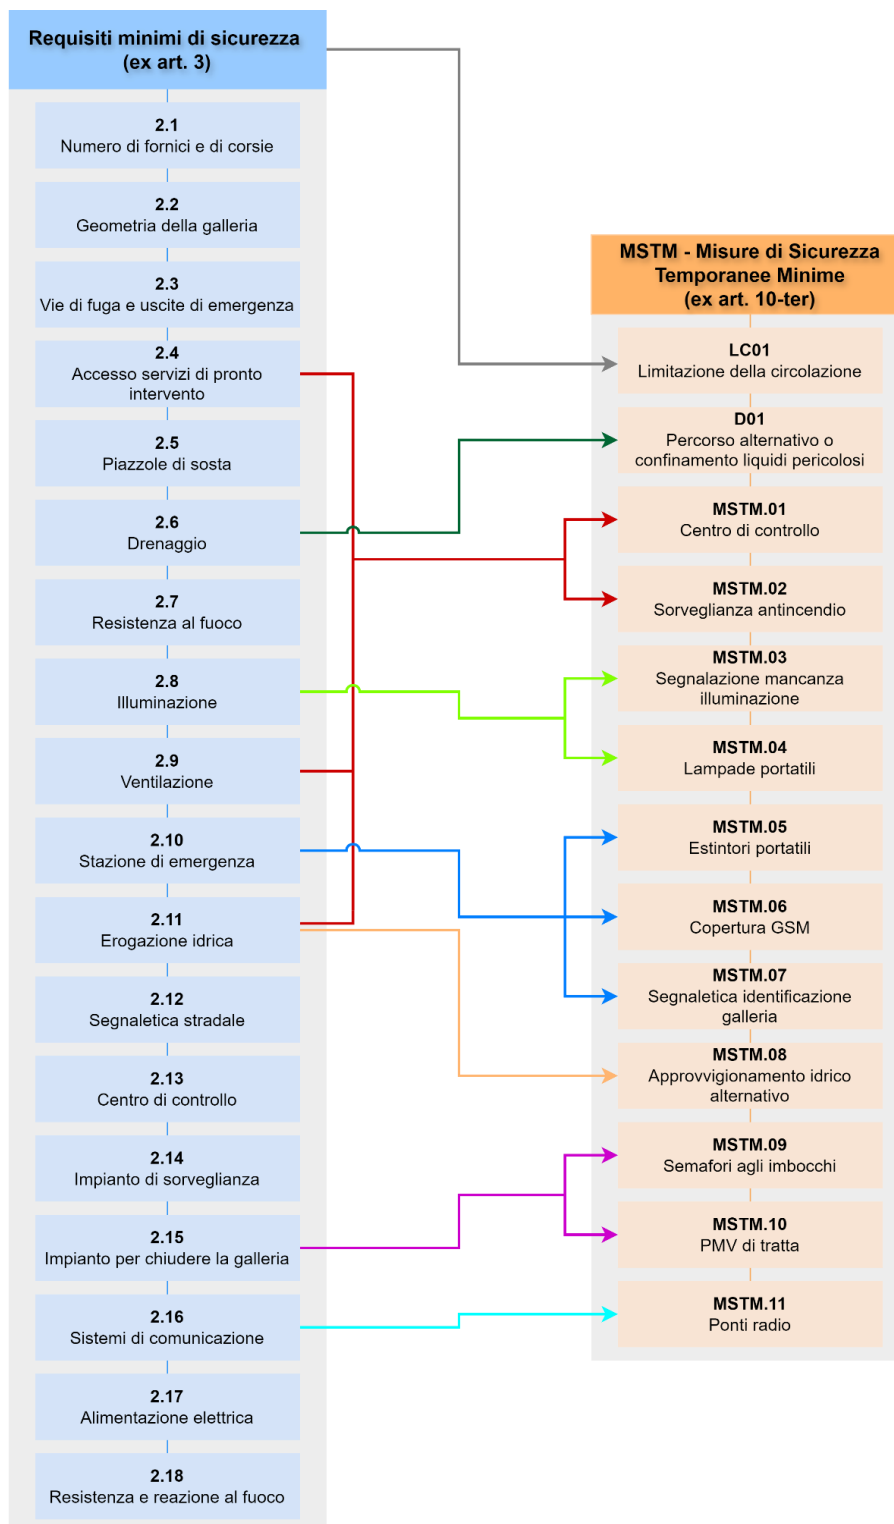 Requisiti minimi di sicurezza
(ex art. 3)
2.1
Numero di fornici e di corsie
2.2
Geometria della galleria
2.3
Vie di fuga e uscite di emergenza
2.4
Accesso servizi di pronto
intervento
2.5
Piazzole di sosta
2.6
Drenaggio
2.7
Resistenza al fuoco
2.8
Illuminazione
2.9
Ventilazione
2.10
Stazione di emergenza
2.11
Erogazione idrica
2.12
Segnaletica stradale
2.13
Centro di controllo
2.14
Impianto di sorveglianza
2.15
Impianto per chiudere la galleria
2.16
Sistemi di comunicazione
2.17
Alimentazione elettrica
2.18
Resistenza e reazione al fuoco
MSTM - Misure di Sicurezza
Temporanee Minime
(ex art. 10-ter)
LC01
Limitazione della circolazione
D01
Percorso alternativo o
confinamento liquidi pericolosi
MSTM.01
Centro di controllo
MSTM.02
Sorveglianza antincendio
MSTM.03
Segnalazione mancanza
illuminazione
MSTM.04
Lampade portatili
MSTM.05
Estintori portatili
MSTM.06
Copertura GSM
MSTM.07
Segnaletica identificazione
galleria
MSTM.08
Approvvigionamento idrico
alternativo
MSTM.09
Semafori agli imbocchi
MSTM.10
PMV di tratta
MSTM.11
Ponti radio